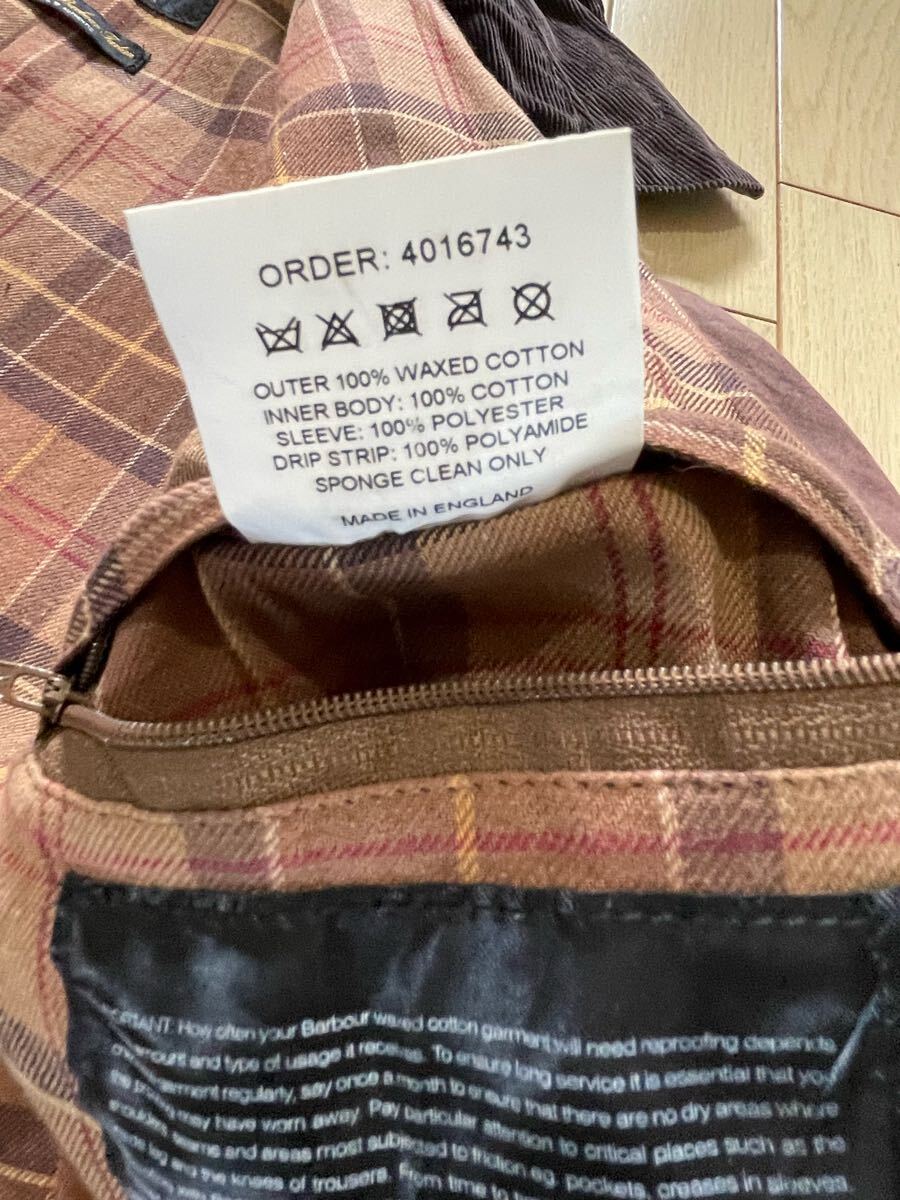 ORDER: 4016743
OUTER 100% WAXED COTTON
INNER BODY: 100% COTTON
SLEEVE: 100% POLYESTER
DRIP STRIP: 100% POLYAMIDE
SPONGE CLEAN ONLY
MADE IN ENGLAND
How often your Barbour waxed cotton garment will need reproofing depends
amount and type of usage it receives. To ensure long service it is essential that you
garment regularly, say once a month to ensure that there are no dry areas where
may have worn away. Pay particular attention to critical places such as the
seams and areas most subjected to friction eg. pockets, creases in sleeves
and the knees of trousers. From time to